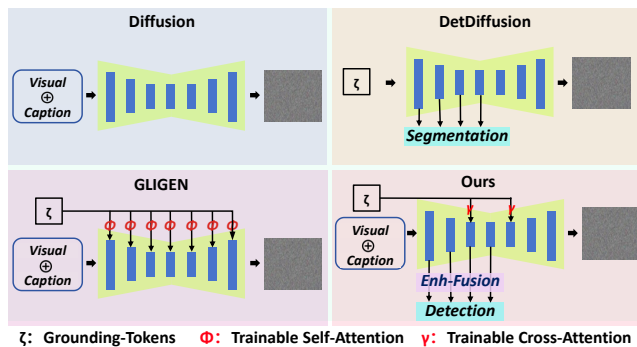 Diffusion
Visual
⊕
Caption
DetDiffusion
ζ
Segmentation
GLIGEN
ζ
Φ Φ Φ Φ Φ Φ Φ
Visual
⊕
Caption
Ours
ζ
γ γ
Visual
⊕
Caption
Enh-Fusion
Detection
ζ: Grounding-Tokens Φ: Trainable Self-Attention γ: Trainable Cross-Attention